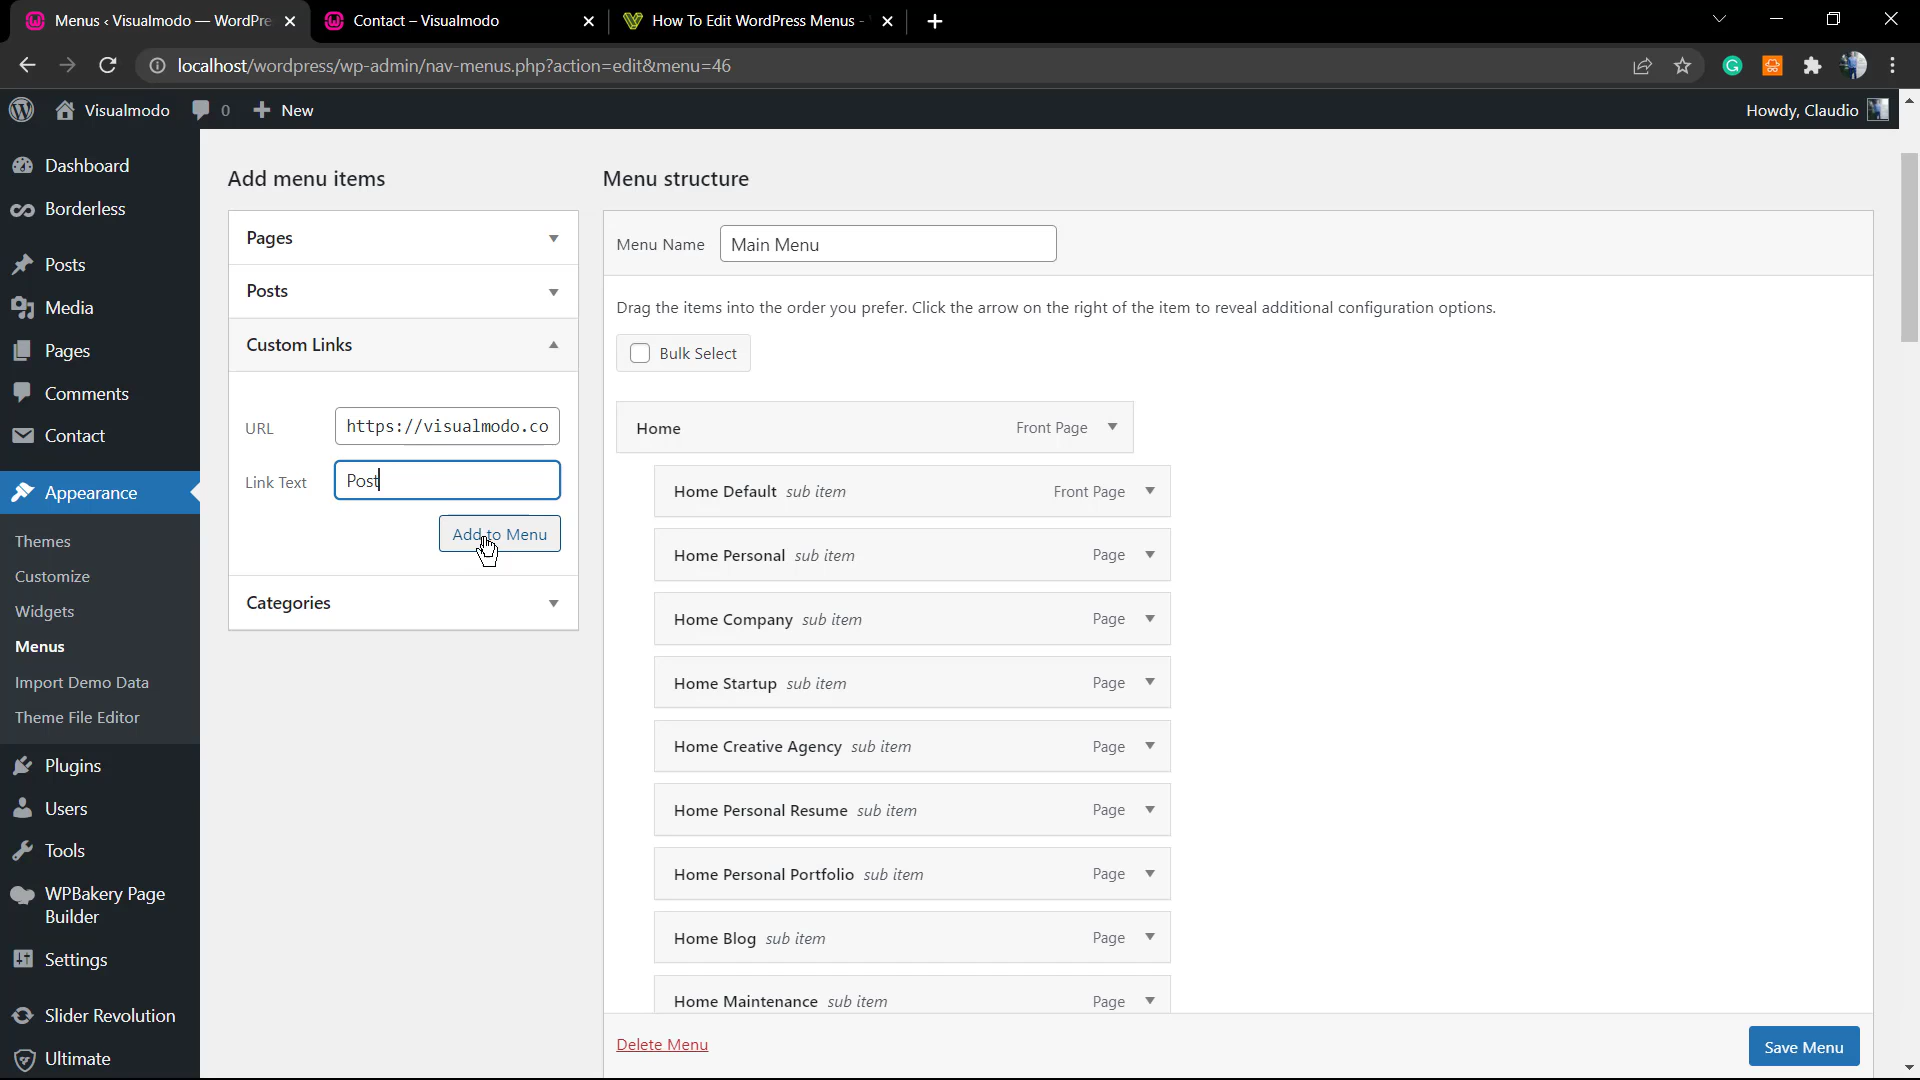 Menus ‹ Visualmodo — WordPre
Contact – Visualmodo
How To Edit WordPress Menus -
localhost/wordpress/wp-admin/nav-menus.php?action=edit&menu=46
Visualmodo
0
New
Howdy, Claudio
Dashboard
Borderless
Posts
Media
Pages
Comments
Contact
Appearance
Themes
Customize
Widgets
Menus
Import Demo Data
Theme File Editor
Plugins
Users
Tools
WPBakery Page
Builder
Settings
Slider Revolution
Ultimate
Add menu items
Pages
Posts
Custom Links
URL
https://visualmodo.co
Link Text
Post
Add to Menu
Categories
Menu structure
Menu Name
Main Menu
Drag the items into the order you prefer. Click the arrow on the right of the item to reveal additional configuration options.
Bulk Select
Home Front Page
Home Default sub item Front Page
Home Personal sub item Page
Home Company sub item Page
Home Startup sub item Page
Home Creative Agency sub item Page
Home Personal Resume sub item Page
Home Personal Portfolio sub item Page
Home Blog sub item Page
Home Maintenance sub item Page
Delete Menu
Save Menu